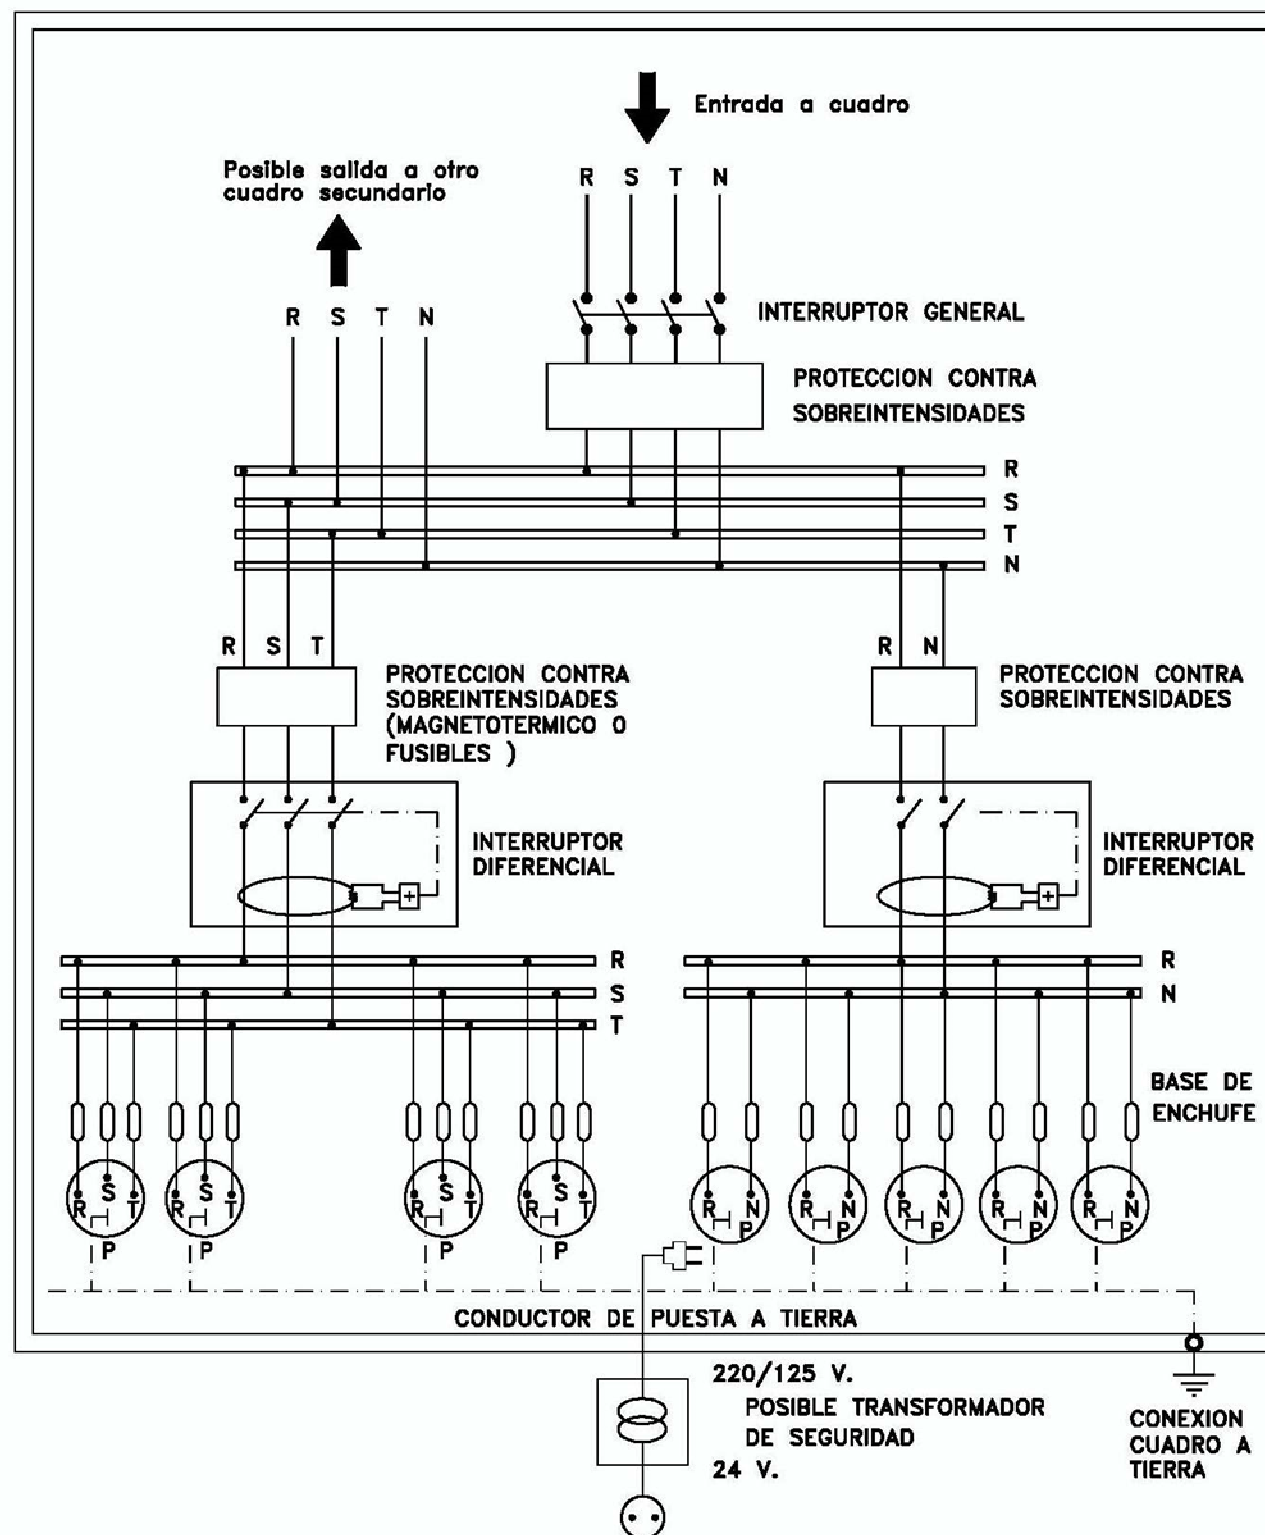 Entrada a cuadro
Posible salida a otro
cuadro secundario
R S T N
R S T N
INTERRUPTOR GENERAL
PROTECCION CONTRA
SOBREINTENSIDADES
R
S
T
N
R S T
R N
PROTECCION CONTRA
SOBREINTENSIDADES
(MAGNETOTERMICO O
FUSIBLES )
PROTECCION CONTRA
SOBREINTENSIDADES
INTERRUPTOR
DIFERENCIAL
INTERRUPTOR
DIFERENCIAL
R
S
T
R
N
BASE DE
ENCHUFE
R S T
P
R S T
P
R S T
P
R S T
P
R N
P
R N
P
R N
P
R N
P
R N
P
CONDUCTOR DE PUESTA A TIERRA
220/125 V.
POSIBLE TRANSFORMADOR
DE SEGURIDAD
24 V.
CONEXION
CUADRO A
TIERRA